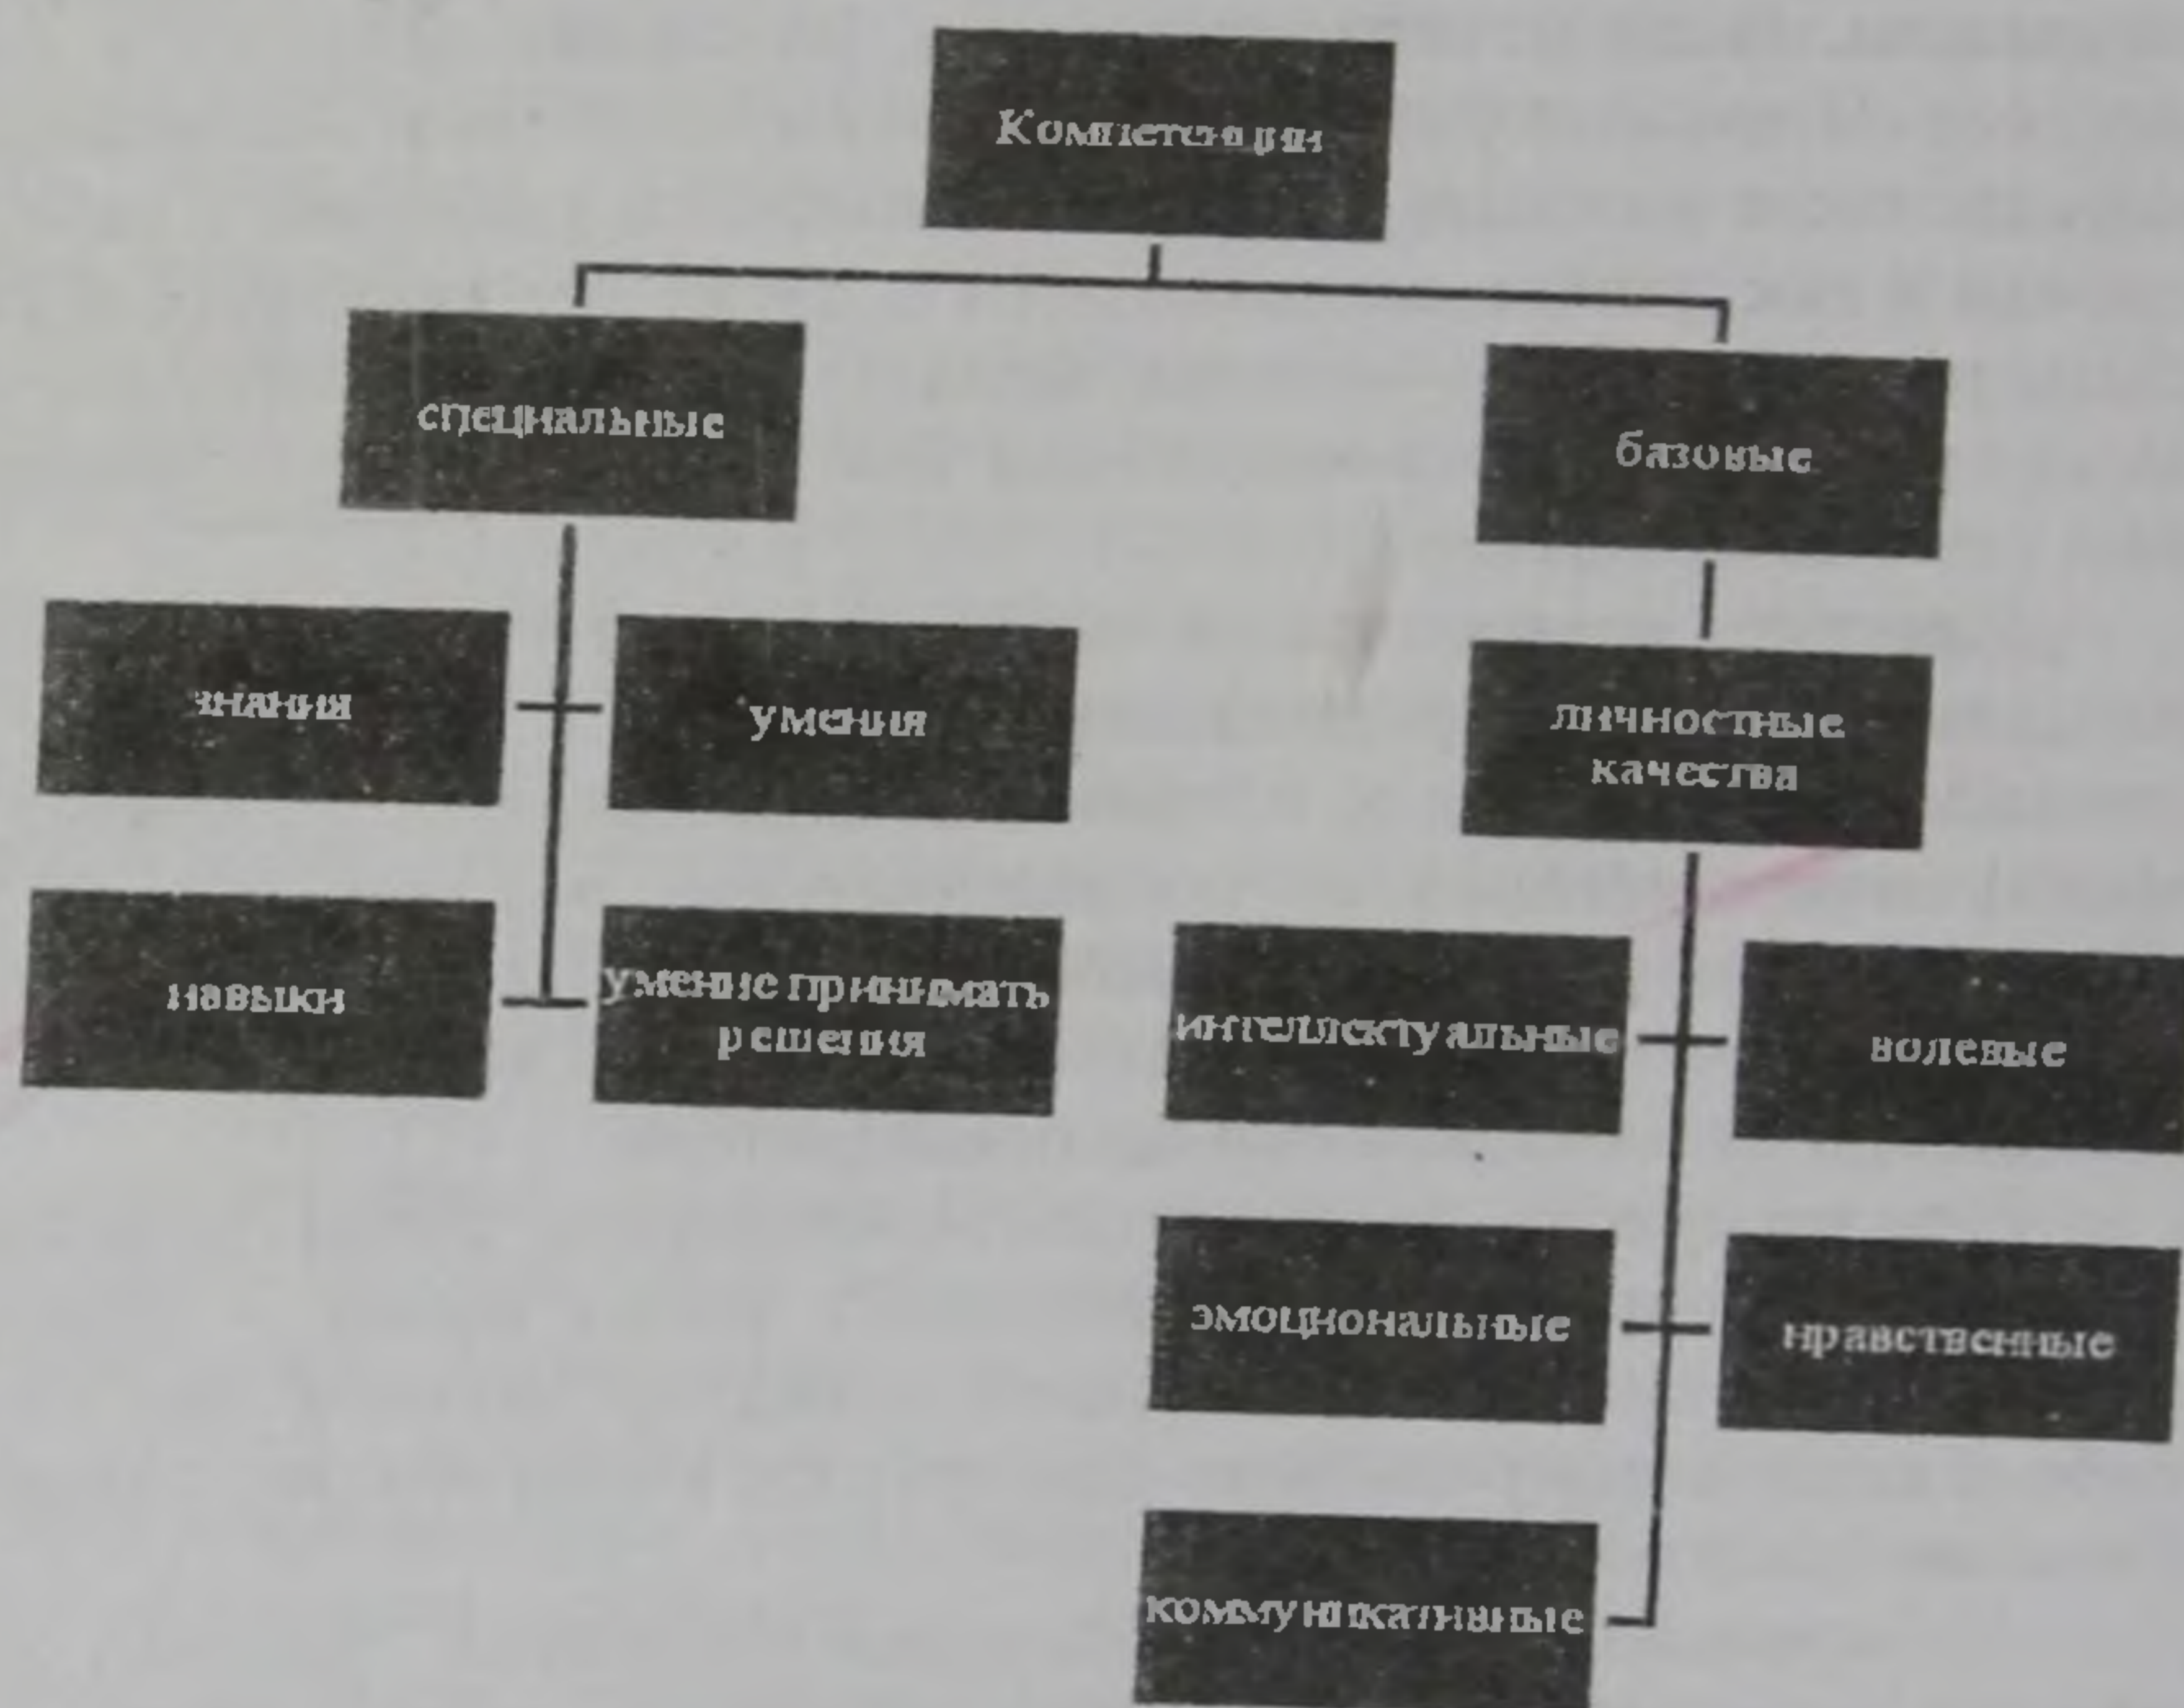 Компетенции
специальные
базовые
знания
умения
личностные
качества
навыки
умение принимать
решения
интеллектуальные
волевые
эмоциональные
нравственные
коммуникативные